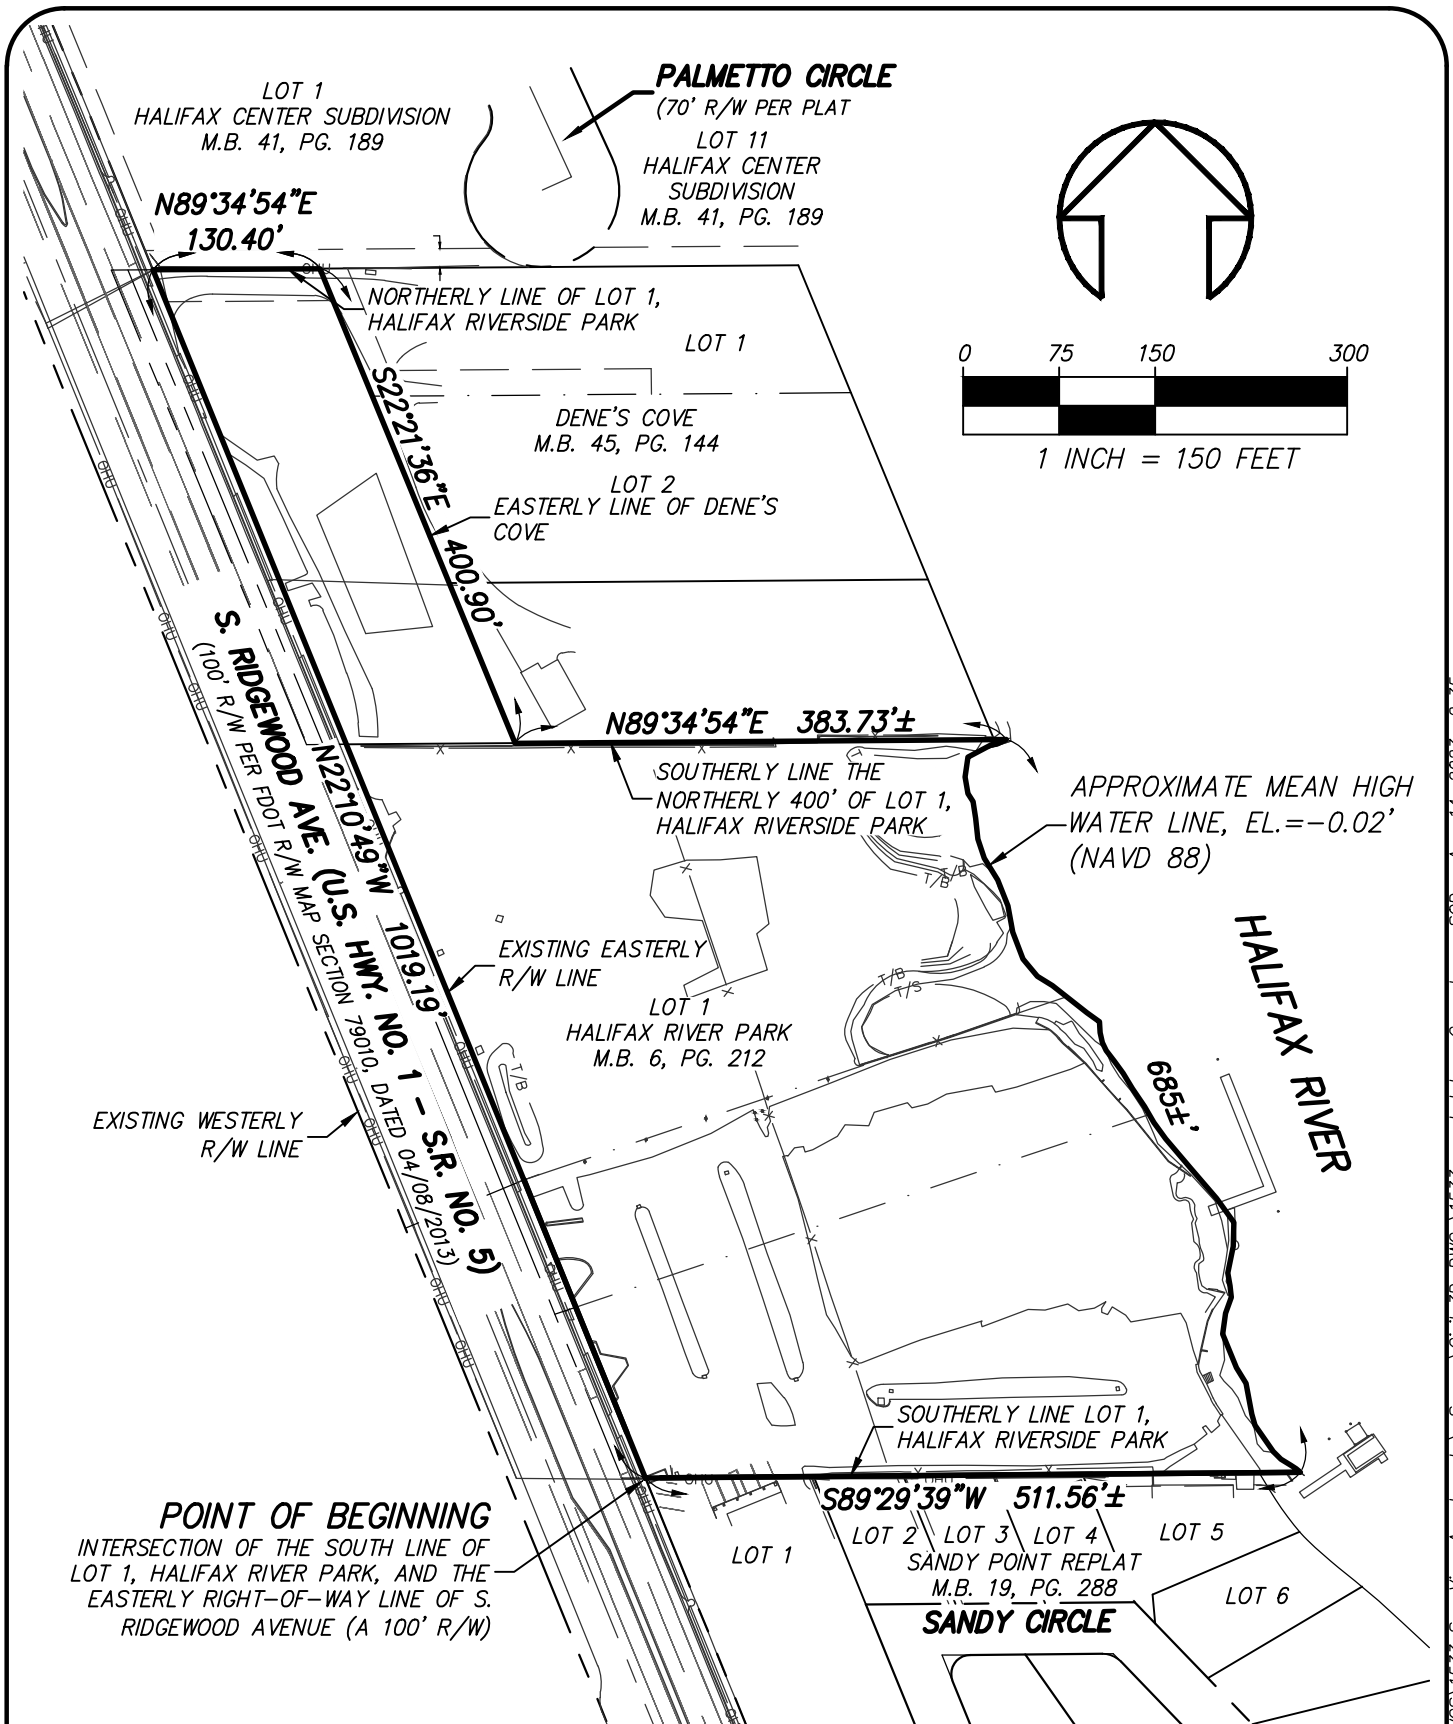 LOT 1
HALIFAX CENTER SUBDIVISION
M.B. 41, PG. 189
PALMETTO CIRCLE
(70' R/W PER PLAT
LOT 11
HALIFAX CENTER
SUBDIVISION
M.B. 41, PG. 189
N89°34'54"E
130.40'
OHU
NORTHERLY LINE OF LOT 1,
HALIFAX RIVERSIDE PARK
LOT 1
0 75 150 300
1 INCH = 150 FEET
S22°21'36"E 400.90'
DENE'S COVE
M.B. 45, PG. 144
LOT 2
EASTERLY LINE OF DENE'S
COVE
S. RIDGEWOOD AVE. (U.S. HWY. NO. 1 - S.R. NO. 5)
(100' R/W PER FDOT R/W MAP SECTION 79010, DATED 04/08/2013)
N22°10'49"W 1019.19'
N89°34'54"E 383.73'±
SOUTHERLY LINE THE
NORTHERLY 400' OF LOT 1,
HALIFAX RIVERSIDE PARK
APPROXIMATE MEAN HIGH
WATER LINE, EL.=-0.02'
(NAVD 88)
T/B
T/B
HALIFAX RIVER
EXISTING EASTERLY
R/W LINE
T/B
T/S
LOT 1
HALIFAX RIVER PARK
M.B. 6, PG. 212
T/B
685±'
EXISTING WESTERLY
R/W LINE
SOUTHERLY LINE LOT 1,
HALIFAX RIVERSIDE PARK
S89°29'39"W 511.56'±
POINT OF BEGINNING
INTERSECTION OF THE SOUTH LINE OF
LOT 1, HALIFAX RIVER PARK, AND THE
EASTERLY RIGHT-OF-WAY LINE OF S.
RIDGEWOOD AVENUE (A 100' R/W)
LOT 1
LOT 2 LOT 3 LOT 4 LOT 5
SANDY POINT REPLAT
M.B. 19, PG. 288
LOT 6
SANDY CIRCLE